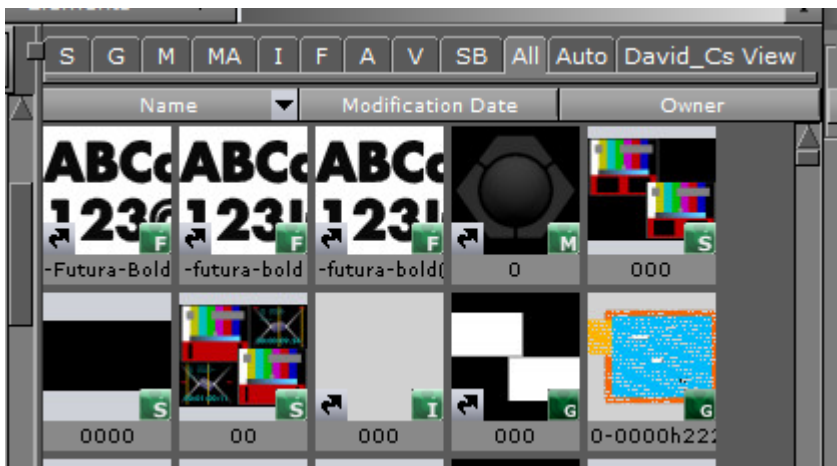 Elements
S G M MA I F A V SB All Auto David_Cs View
Name Modification Date Owner
ABCc ABCc ABCc
123@ 123! 123!
F F F M S
-Futura-Bold -futura-bold -futura-bold( 0 000
S S I G G
0000 00 000 000 0-0000h222